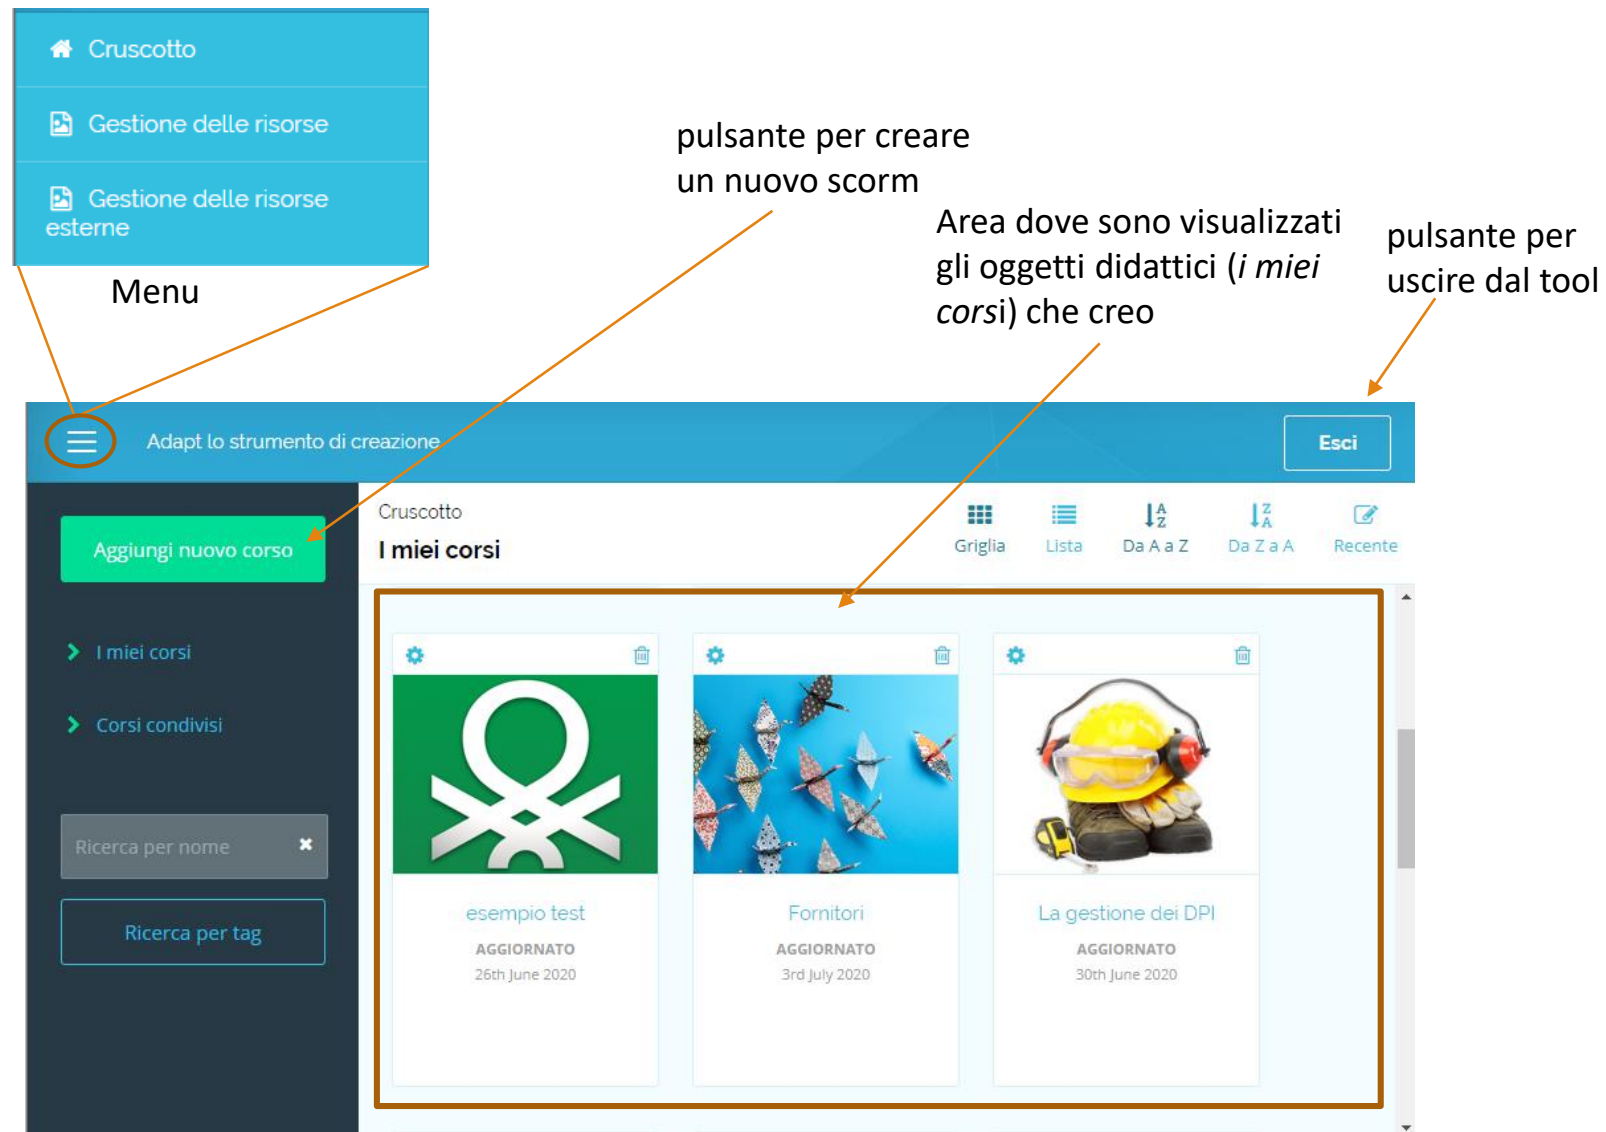 Cruscotto
Gestione delle risorse
Gestione delle risorse
esterne
Menu
pulsante per creare
un nuovo scorm
Area dove sono visualizzati
gli oggetti didattici (i miei
corsi) che creo
pulsante per
uscire dal tool
Adapt lo strumento di creazione
Esci
Aggiungi nuovo corso
I miei corsi
Corsi condivisi
Ricerca per nome
Ricerca per tag
Cruscotto
I miei corsi
Griglia
Lista
Da A a Z
Da Z a A
Recente
esempio test
AGGIORNATO
26th June 2020
Fornitori
AGGIORNATO
3rd July 2020
La gestione dei DPI
AGGIORNATO
30th June 2020